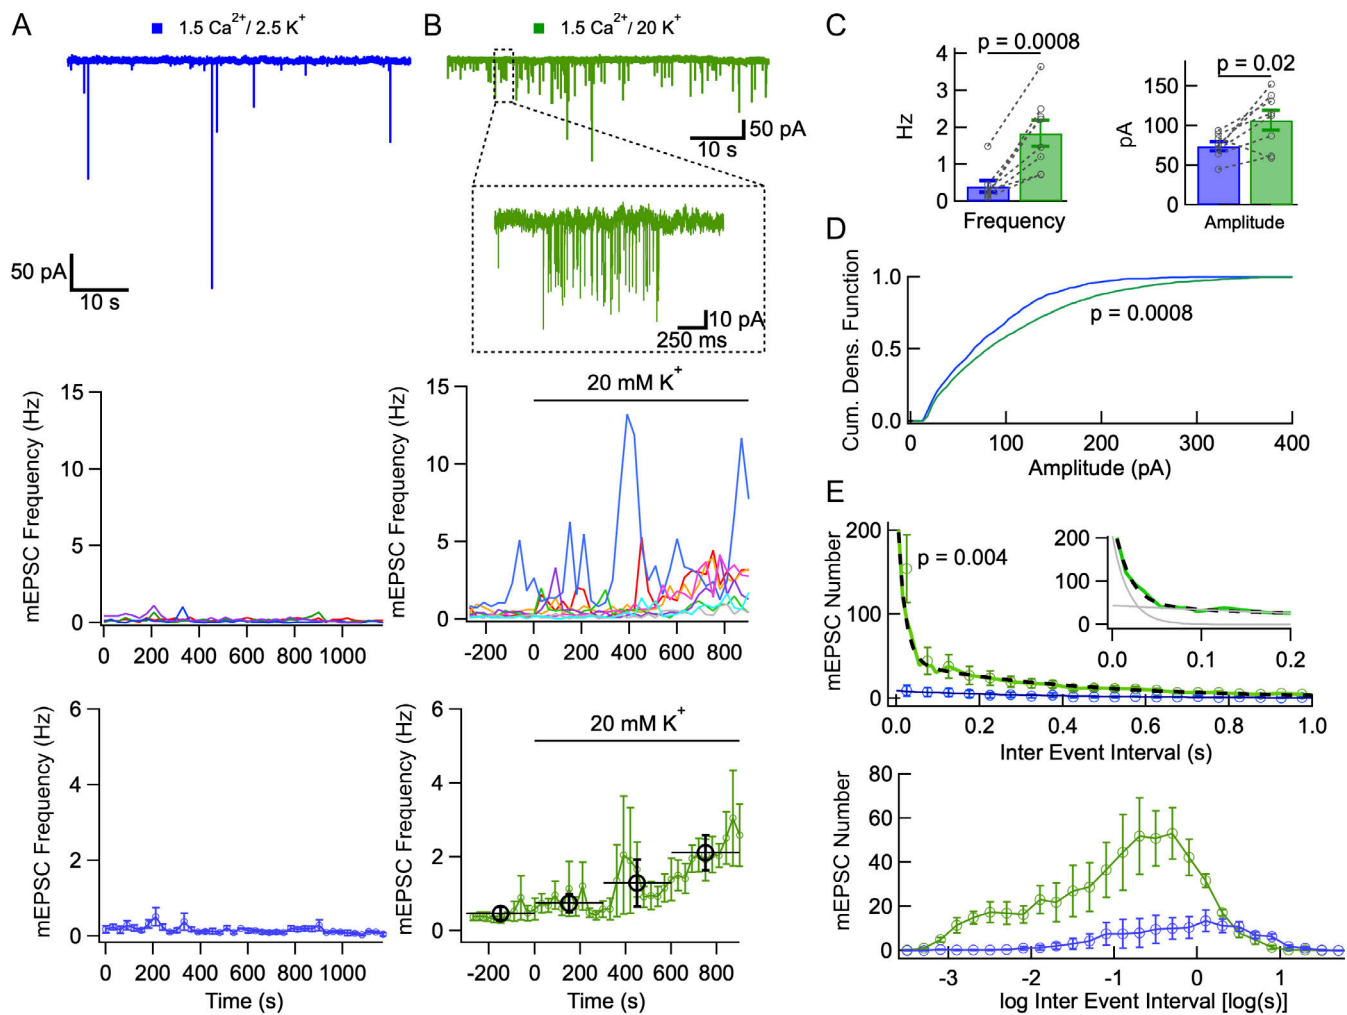 A
1.5 Ca²⁺/ 2.5 K⁺
50 pA
10 s
B
1.5 Ca²⁺/ 20 K⁺
50 pA
10 s
10 pA
250 ms
C
p = 0.0008
4
3
2
1
0
Hz
Frequency
p = 0.02
150
100
50
0
pA
Amplitude
D
Cum. Dens. Function
1.0
0.5
0.0
p = 0.0008
0
100
200
300
400
Amplitude (pA)
mEPSC Frequency (Hz)
15
10
5
0
0
200
400
600
800
1000
mEPSC Frequency (Hz)
20 mM K⁺
15
10
5
0
-200
0
200
400
600
800
E
mEPSC Number
200
100
0
p = 0.004
200
100
0
0.0
0.1
0.2
0.0
0.2
0.4
0.6
0.8
1.0
Inter Event Interval (s)
mEPSC Frequency (Hz)
6
4
2
0
0
200
400
600
800
1000
Time (s)
mEPSC Frequency (Hz)
20 mM K⁺
6
4
2
0
-200
0
200
400
600
800
Time (s)
mEPSC Number
80
60
40
20
0
-3
-2
-1
0
1
log Inter Event Interval [log(s)]